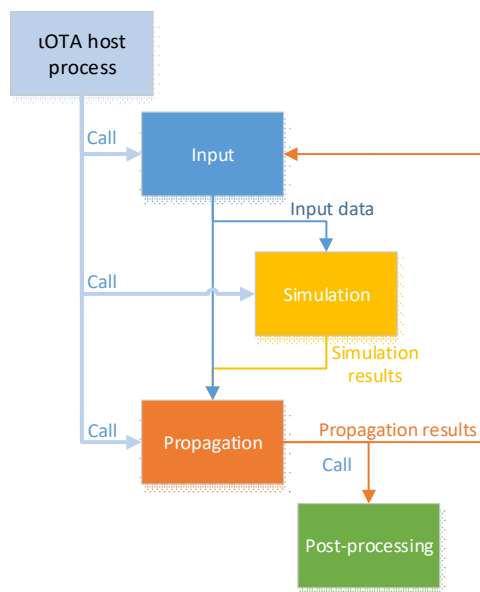 ιOTA host
process
Call
Input
Input data
Call
Simulation
Simulation
results
Call
Propagation
Propagation results
Call
Post-processing